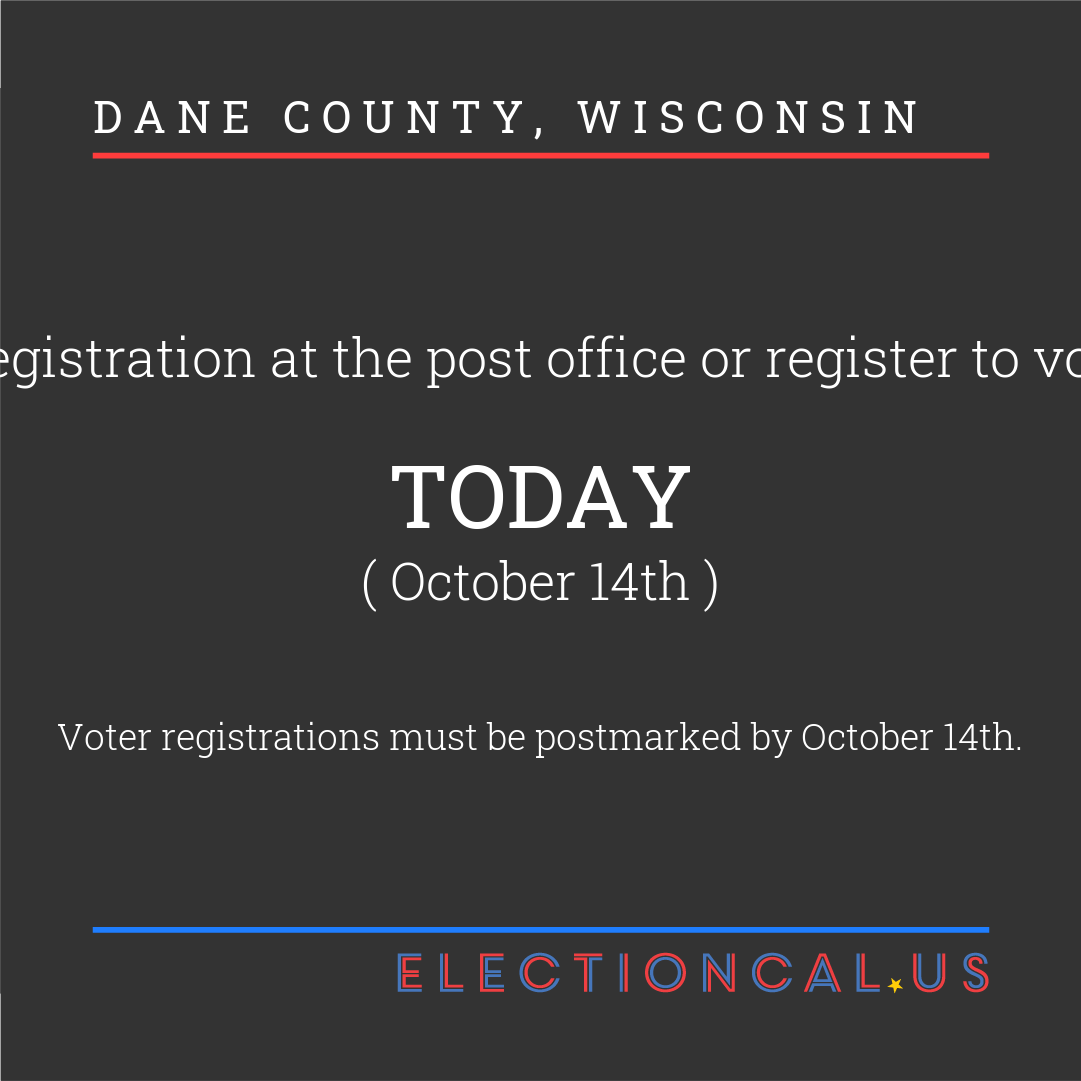 DANE COUNTY, WISCONSIN
egistration at the post office or register to vo
TODAY
( October 14th )
Voter registrations must be postmarked by October 14th.
ELECTIONCAL.US